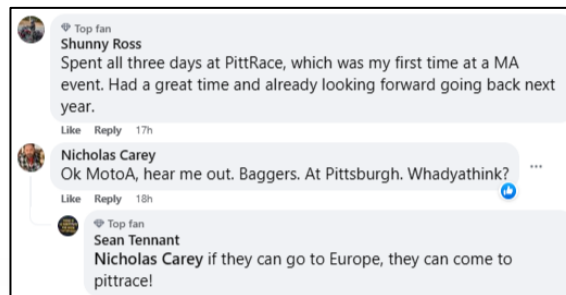 Top fan
Shunny Ross
Spent all three days at PittRace, which was my first time at a MA
event. Had a great time and already looking forward going back next
year.
Like Reply 17h
Nicholas Carey
Ok MotoA, hear me out. Baggers. At Pittsburgh. Whadyathink?
Like Reply 18h
Top fan
Sean Tennant
Nicholas Carey if they can go to Europe, they can come to
pittrace!